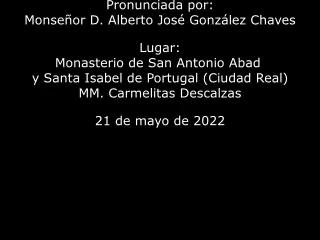 Pronunciada por:
Monseñor D. Alberto José González Chaves
Lugar:
Monasterio de San Antonio Abad
y Santa Isabel de Portugal (Ciudad Real)
MM. Carmelitas Descalzas
21 de mayo de 2022